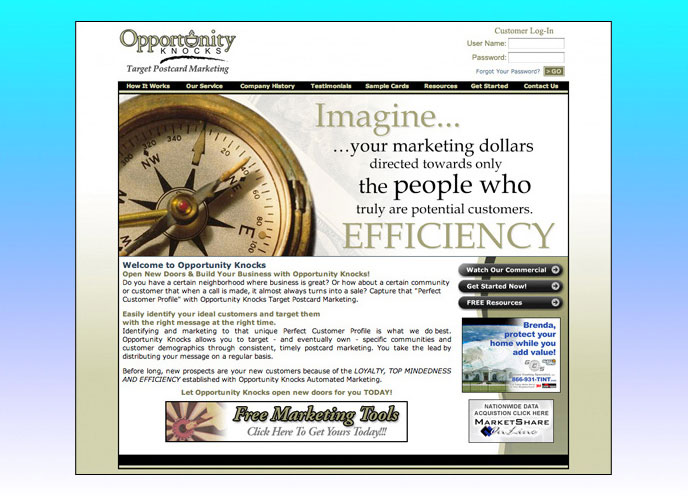 Opportunity
KNOCKS
Target Postcard Marketing
Customer Log-In
User Name:
Password:
Forgot Your Password? > GO
How It Works Our Service Company History Testimonials Sample Cards Resources Get Started Contact Us
Imagine...
...your marketing dollars
directed towards only
the people who
truly are potential customers.
EFFICIENCY
NW
N
NE
E
20
40
60
80
Welcome to Opportunity Knocks
Open New Doors & Build Your Business with Opportunity Knocks!
Do you have a certain neighborhood where business is great? Or how about a certain community
or customer that when a call is made, it almost always turns into a sale? Capture that "Perfect
Customer Profile" with Opportunity Knocks Target Postcard Marketing.
Easily identify your ideal customers and target them
with the right message at the right time.
Identifying and marketing to that unique Perfect Customer Profile is what we do best.
Opportunity Knocks allows you to target - and eventually own - specific communities and
customer demographics through consistent, timely postcard marketing. You take the lead by
distributing your message on a regular basis.
Before long, new prospects are your new customers because of the LOYALTY, TOP MINDEDNESS
AND EFFICIENCY established with Opportunity Knocks Automated Marketing.
Let Opportunity Knocks open new doors for you TODAY!
Free Marketing Tools
Click Here To Get Yours Today!!!
Watch Our Commercial
Get Started Now!
FREE Resources
Brenda,
protect your
home while you
add value!
866-931-TINT...
NATIONWIDE DATA
ACQUISTION CLICK HERE
MARKETSHARE